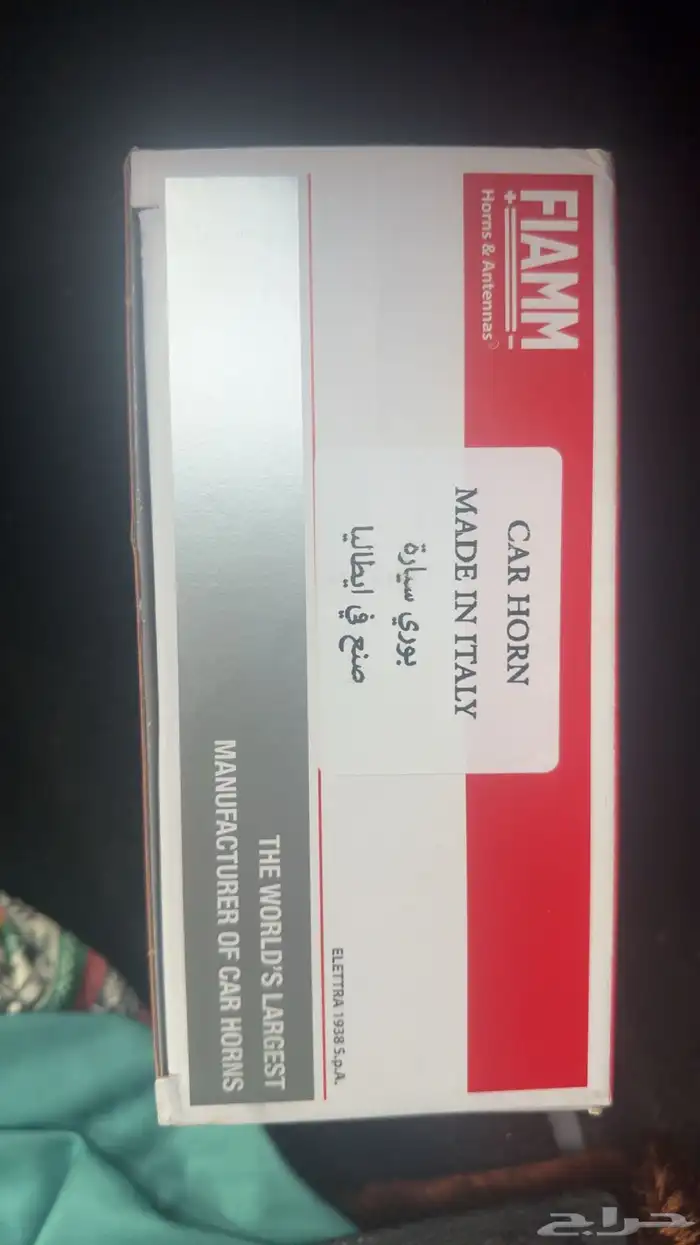 FIAMM
Horns & Antennas®
CAR HORN
MADE IN ITALY
بوري سيارة
صنع في ايطاليا
ELETTRA 1938 S.p.A.
THE WORLD'S LARGEST
MANUFACTURER OF CAR HORNS
حراج